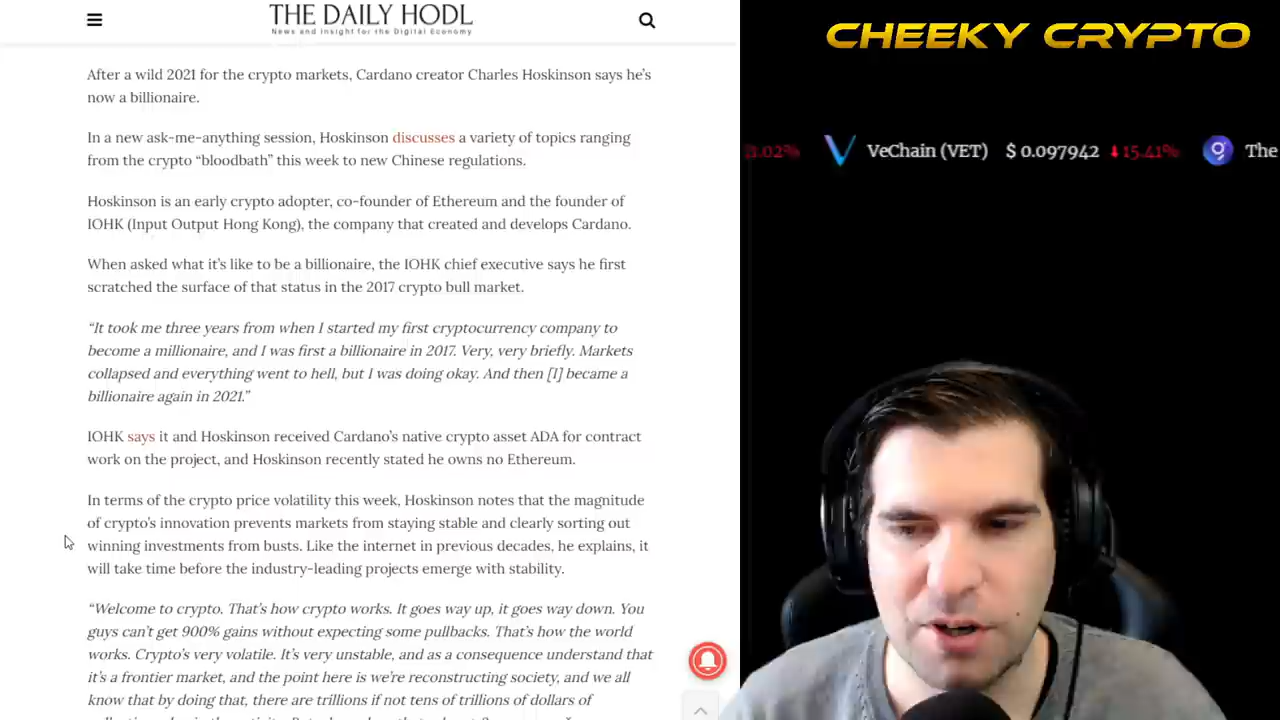 THE DAILY HODL
News and Insight for the Digital Economy
CHEEKY CRYPTO
1.02% VeChain (VET) $ 0.097942 15.41% The
After a wild 2021 for the crypto markets, Cardano creator Charles Hoskinson says he's
now a billionaire.
In a new ask-me-anything session, Hoskinson discusses a variety of topics ranging
from the crypto “bloodbath” this week to new Chinese regulations.
Hoskinson is an early crypto adopter, co-founder of Ethereum and the founder of
IOHK (Input Output Hong Kong), the company that created and develops Cardano.
When asked what it's like to be a billionaire, the IOHK chief executive says he first
scratched the surface of that status in the 2017 crypto bull market.
“It took me three years from when I started my first cryptocurrency company to
become a millionaire, and I was first a billionaire in 2017. Very, very briefly. Markets
collapsed and everything went to hell, but I was doing okay. And then [I] became a
billionaire again in 2021.”
IOHK says it and Hoskinson received Cardano's native crypto asset ADA for contract
work on the project, and Hoskinson recently stated he owns no Ethereum.
In terms of the crypto price volatility this week, Hoskinson notes that the magnitude
of crypto's innovation prevents markets from staying stable and clearly sorting out
winning investments from busts. Like the internet in previous decades, he explains, it
will take time before the industry-leading projects emerge with stability.
“Welcome to crypto. That's how crypto works. It goes way up, it goes way down. You
guys can't get 900% gains without expecting some pullbacks. That's how the world
works. Crypto's very volatile. It's very unstable, and as a consequence understand that
it's a frontier market, and the point here is we're reconstructing society, and we all
know that by doing that, there are trillions if not tens of trillions of dollars of